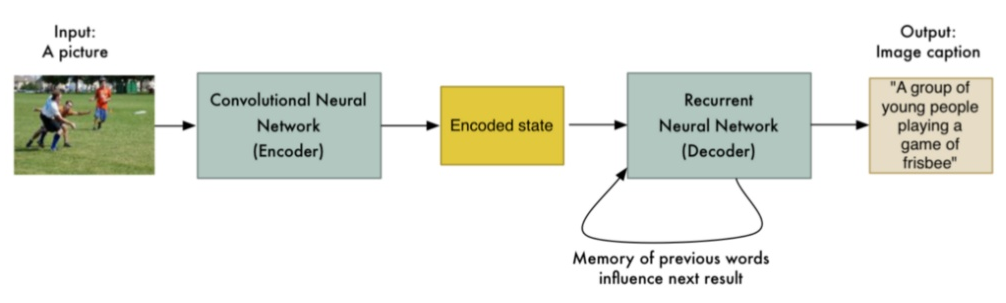 Input:
A picture
Convolutional Neural
Network
(Encoder)
Encoded state
Recurrent
Neural Network
(Decoder)
Memory of previous words
influence next result
Output:
Image caption
"A group of
young people
playing a
game of
frisbee"